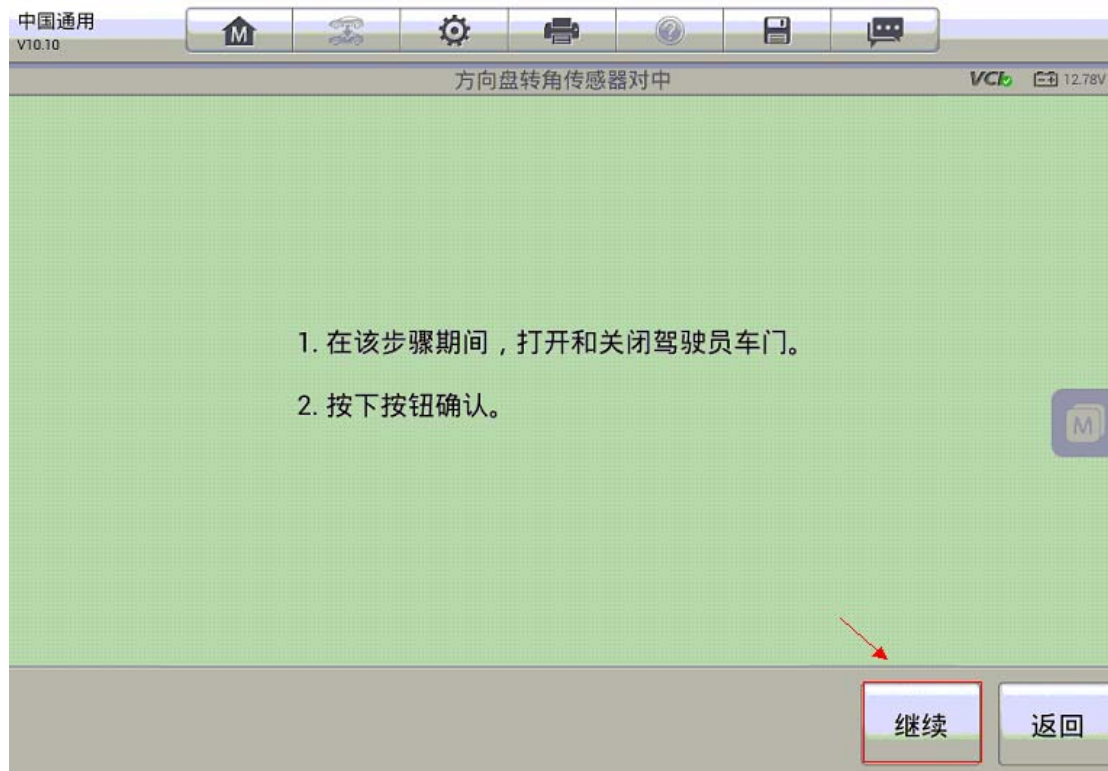 中国通用
V10.10
M
方向盘转角传感器对中
VCI 12.78V
1. 在该步骤期间，打开和关闭驾驶员车门。
2. 按下按钮确认。
M
继续
返回